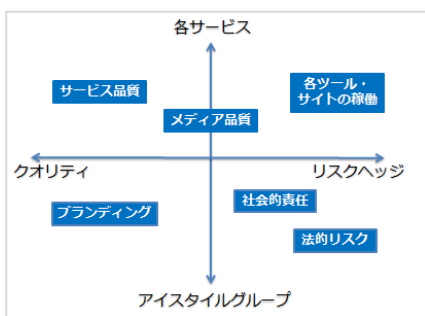 各サービス
サービス品質
各ツール・
サイトの稼働
メディア品質
クオリティ
リスクヘッジ
ブランディング
社会的責任
法的リスク
アイスタイルグループ